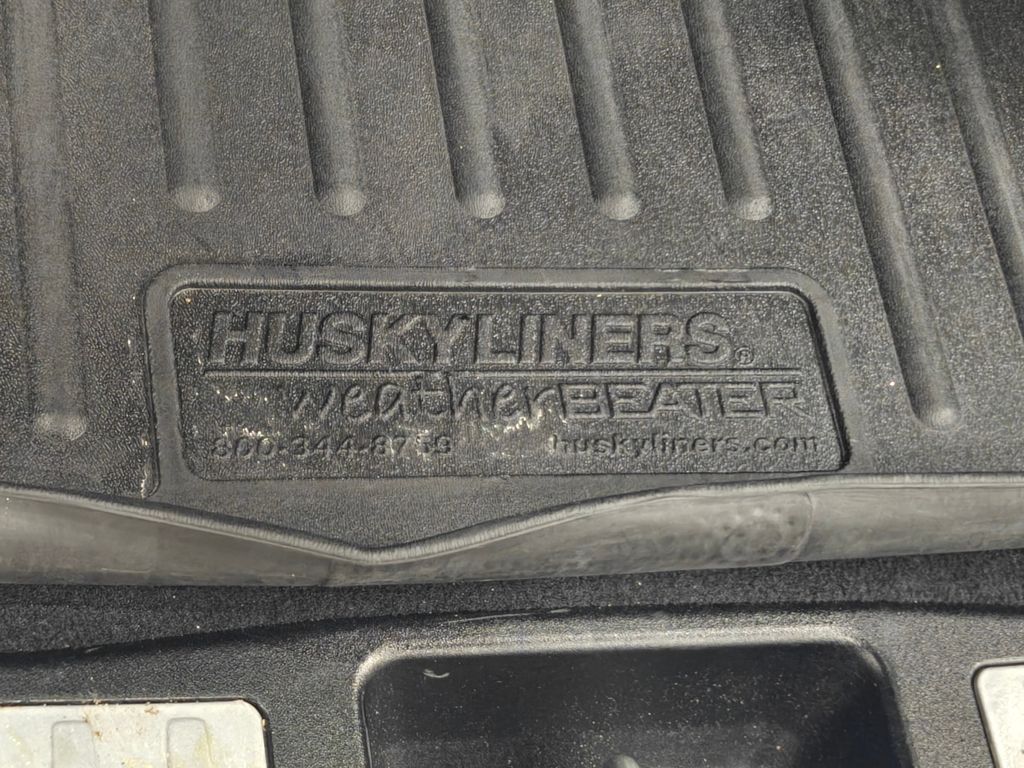 HUSKYLINERS®
weatherBEATER
800-344-8759
huskyliners.com